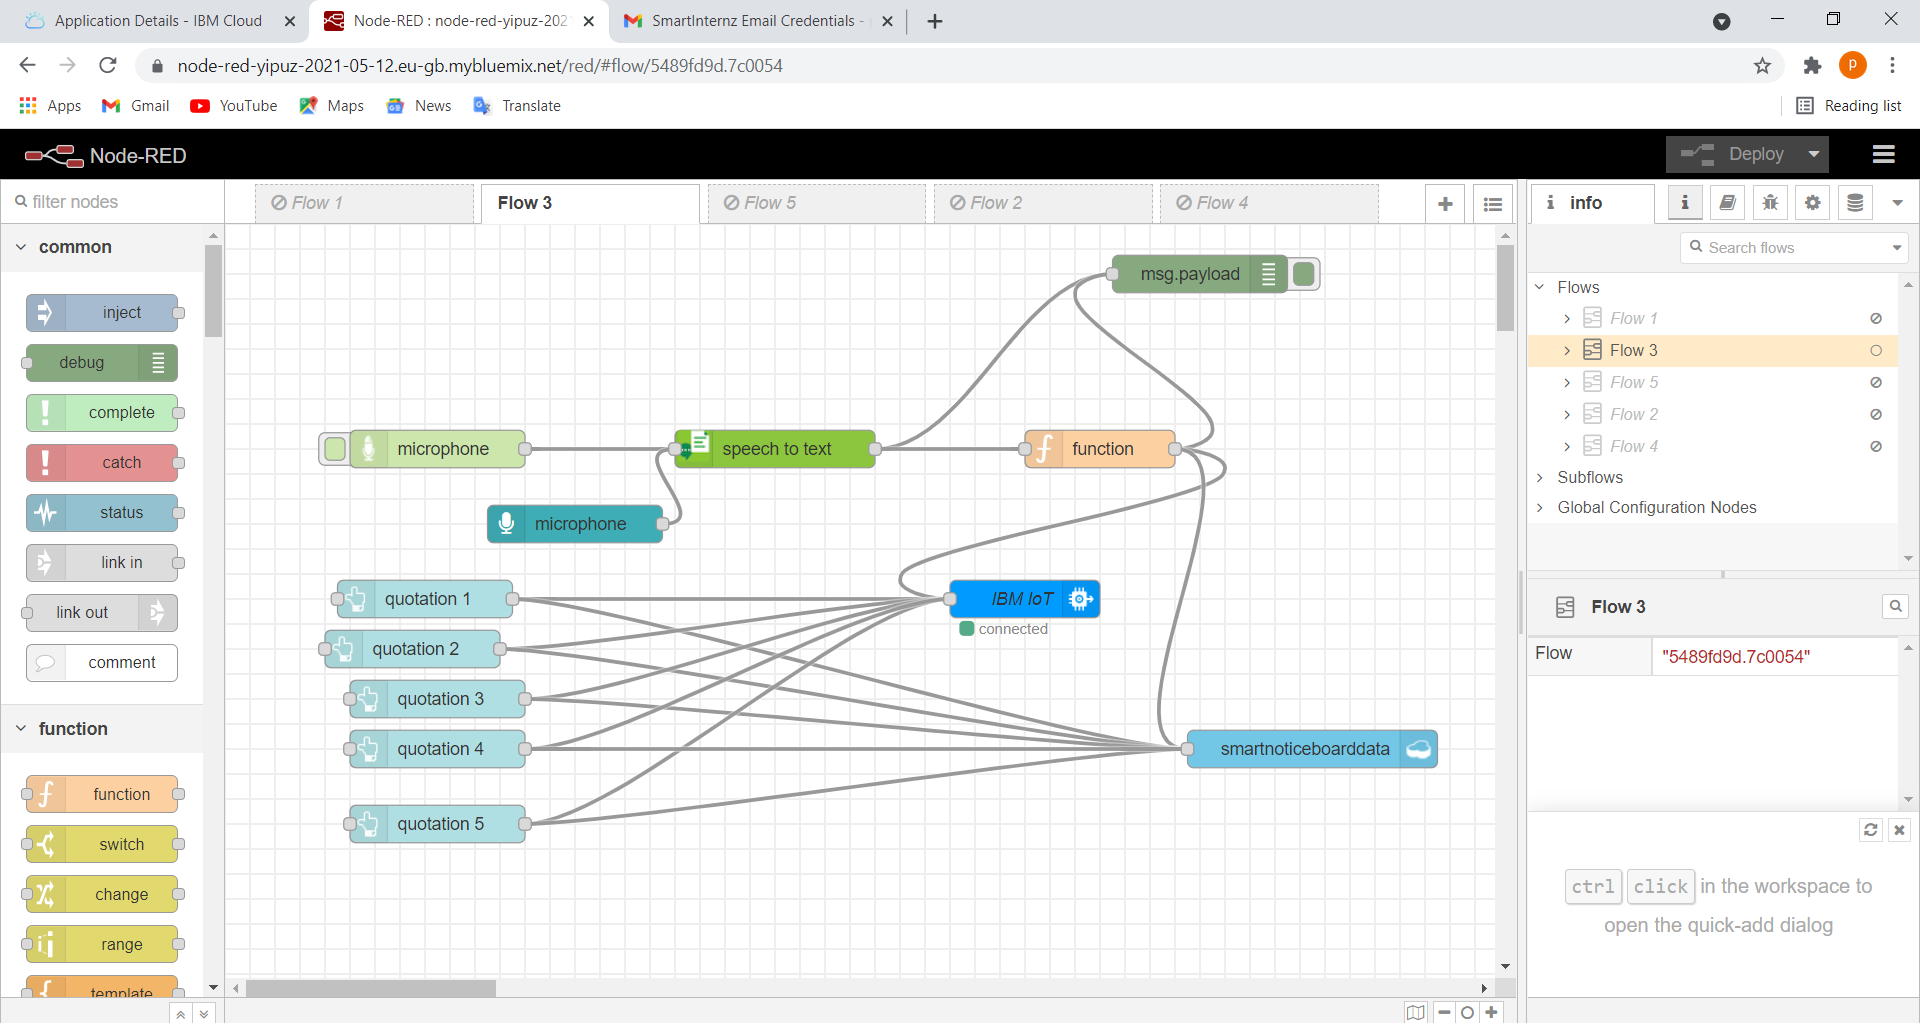 Application Details - IBM Cloud
Node-RED : node-red-yipuz-202
SmartInternz Email Credentials -
node-red-yipuz-2021-05-12.eu-gb.mybluemix.net/red/#flow/5489fd9d.7c0054
p
Apps Gmail YouTube Maps News Translate Reading list
Node-RED Deploy
filter nodes
Flow 1 Flow 3 Flow 5 Flow 2 Flow 4
i info i
common
Search flows
inject
debug
complete
catch
status
link in
link out
comment
function
function
switch
change
range
template
msg.payload
microphone
speech to text
function
microphone
quotation 1
IBM IoT
connected
quotation 2
quotation 3
quotation 4
smartnoticeboarddata
quotation 5
Flows
Flow 1
Flow 3
Flow 5
Flow 2
Flow 4
Subflows
Global Configuration Nodes
Flow 3
Flow "5489fd9d.7c0054"
ctrl click in the workspace to
open the quick-add dialog